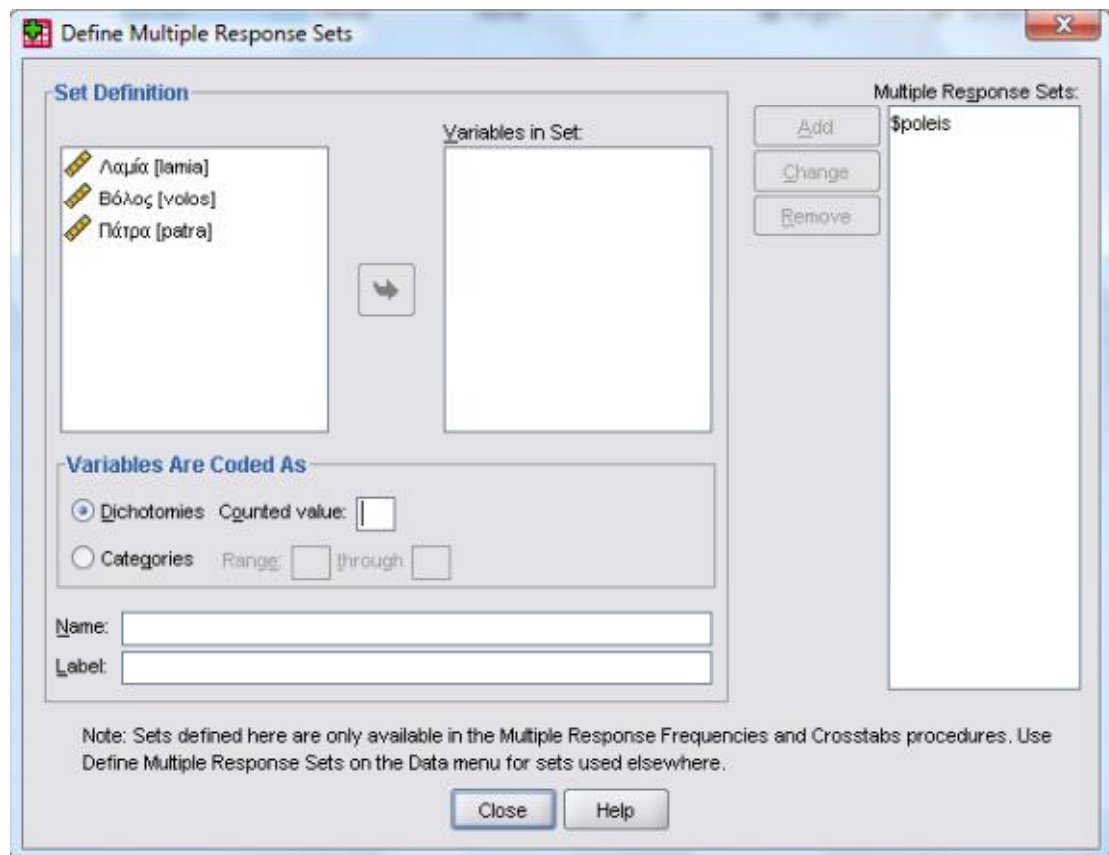 Define Multiple Response Sets
Set Definition
Variables in Set:
Λαμία [lamia]
Βόλος [volos]
Πάτρα [patra]
Variables Are Coded As
Dichotomies Counted value:
Categories Range: through
Name:
Label:
Add
Change
Remove
Multiple Response Sets:
$poleis
Note: Sets defined here are only available in the Multiple Response Frequencies and Crosstabs procedures. Use
Define Multiple Response Sets on the Data menu for sets used elsewhere.
Close Help